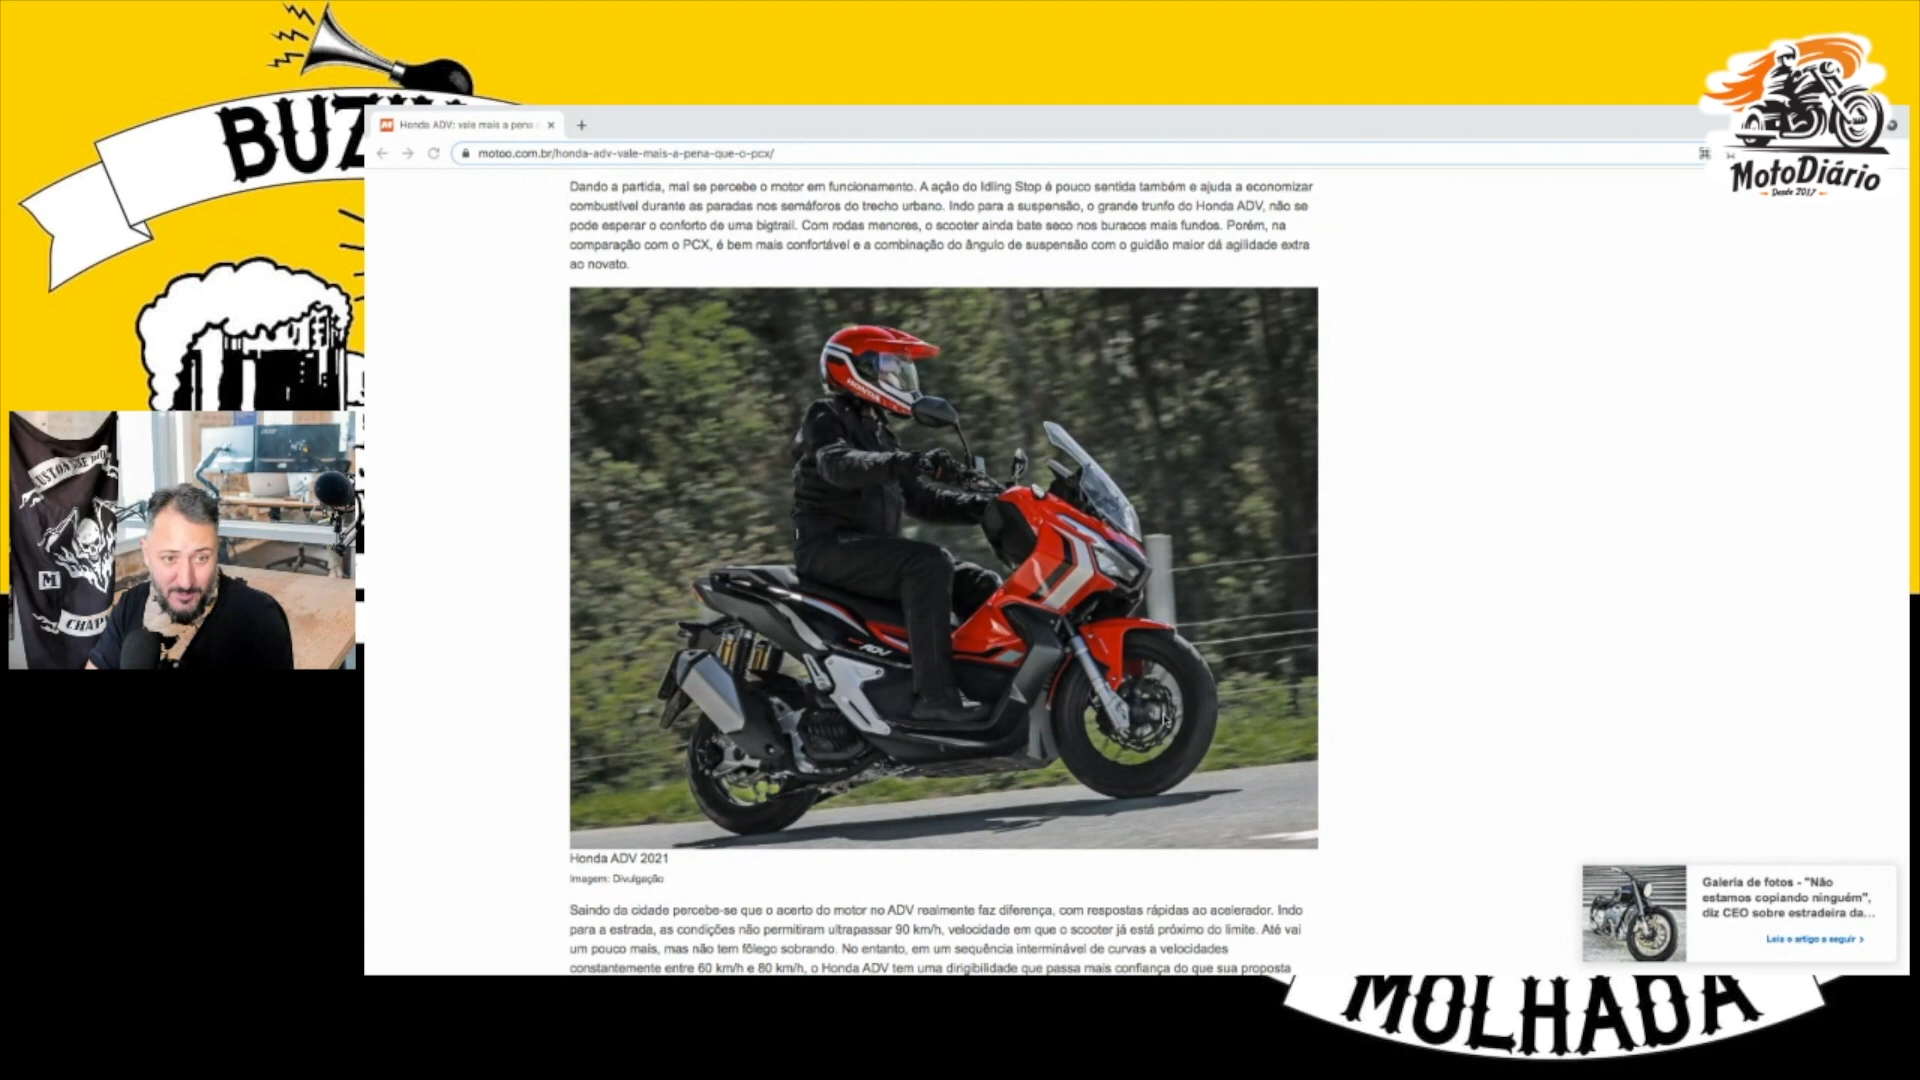 BUZ
MotoDiário
Desde 2017
Honda ADV: vale mais a pena
motoo.com.br/honda-adv-vale-mais-a-pena-que-o-pcx/
Dando a partida, mal se percebe o motor em funcionamento. A ação do Idling Stop é pouco sentida também e ajuda a economizar
combustível durante as paradas nos semáforos do trecho urbano. Indo para a suspensão, o grande trunfo do Honda ADV, não se
pode esperar o conforto de uma bigtrail. Com rodas menores, o scooter ainda bate seco nos buracos mais fundos. Porém, na
comparação com o PCX, é bem mais confortável e a combinação do ângulo de suspensão com o guidão maior dá agilidade extra
ao novato.
HONDA
ADV
acer
M
CHAP
Honda ADV 2021
Imagem: Divulgação
Saindo da cidade percebe-se que o acerto do motor no ADV realmente faz diferença, com respostas rápidas ao acelerador. Indo
para a estrada, as condições não permitiram ultrapassar 90 km/h, velocidade em que o scooter já está próximo do limite. Até vai
um pouco mais, mas não tem fôlego sobrando. No entanto, em um sequência interminável de curvas a velocidades
constantemente entre 60 km/h e 80 km/h, o Honda ADV tem uma dirigibilidade que passa mais confiança do que sua proposta
Galeria de fotos - "Não
estamos copiando ninguém",
diz CEO sobre estradeira da...
Leia o artigo a seguir >
MOLHADA